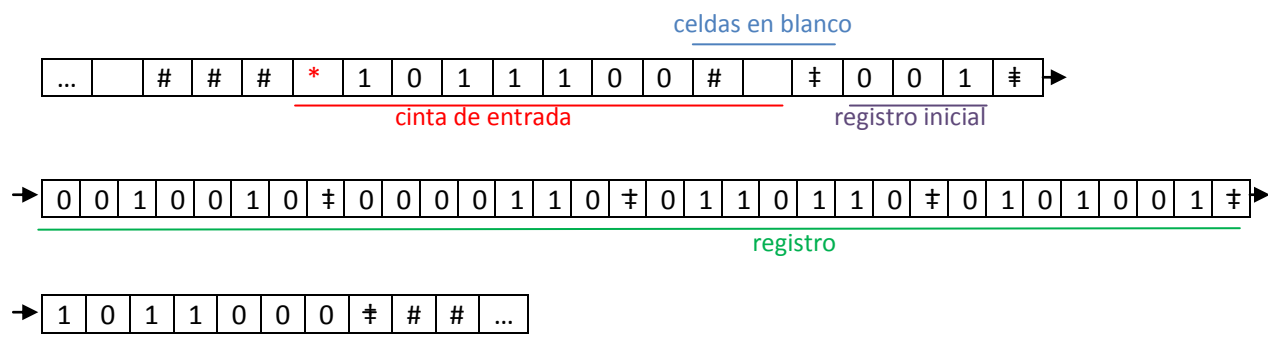 celdas en blanco
... # # # * 1 0 1 1 1 0 0 # ‡ 0 0 1 ‡
cinta de entrada registro inicial
0 0 1 0 0 1 0 ‡ 0 0 0 0 1 1 0 ‡ 0 1 1 0 1 1 0 ‡ 0 1 0 1 0 0 1 ‡
registro
1 0 1 1 0 0 0 ‡ # # ...